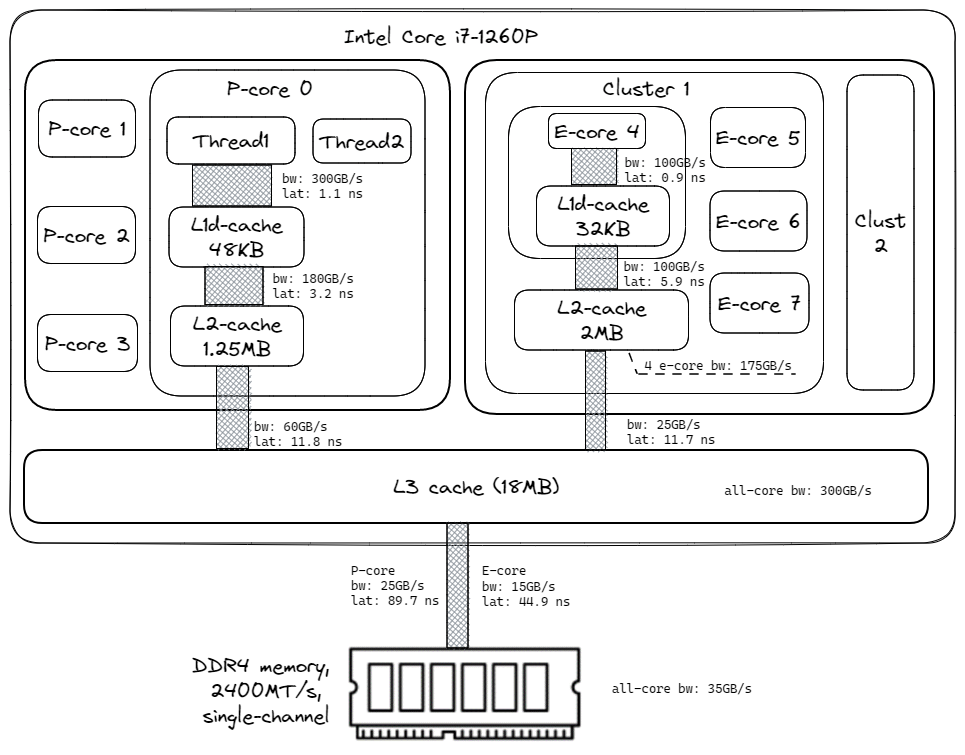 Intel Core i7-1260P
P-core 0
P-core 1
P-core 2
P-core 3
Thread1
Thread2
bw: 300GB/s
lat: 1.1 ns
L1d-cache
48KB
bw: 180GB/s
lat: 3.2 ns
L2-cache
1.25MB
bw: 60GB/s
lat: 11.8 ns
Cluster 1
E-core 4
bw: 100GB/s
lat: 0.9 ns
L1d-cache
32KB
bw: 100GB/s
lat: 5.9 ns
L2-cache
2MB
4 e-core bw: 175GB/s
bw: 25GB/s
lat: 11.7 ns
E-core 5
E-core 6
E-core 7
Clust
2
L3 cache (18MB)
all-core bw: 300GB/s
P-core
bw: 25GB/s
lat: 89.7 ns
E-core
bw: 15GB/s
lat: 44.9 ns
DDR4 memory,
2400MT/s,
single-channel
all-core bw: 35GB/s